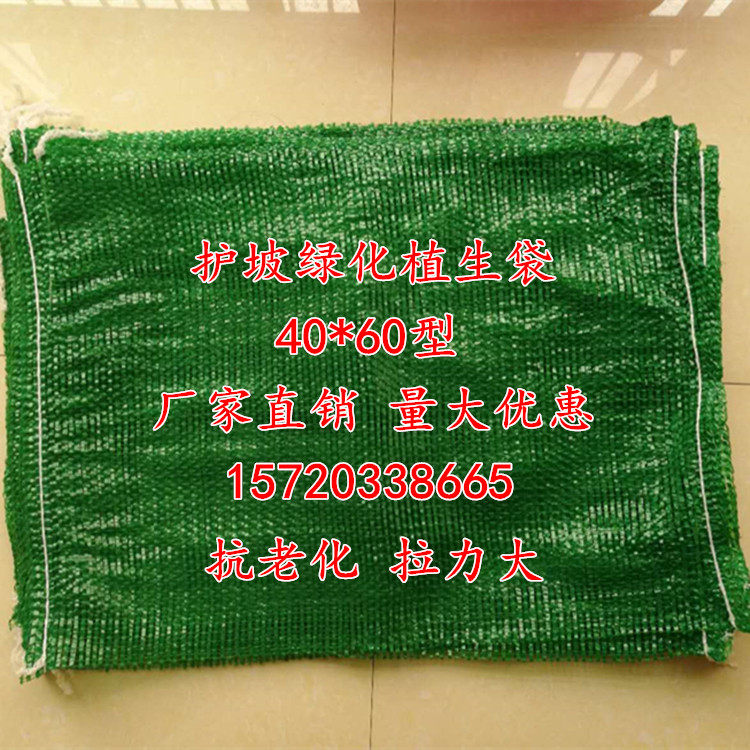 护坡绿化植生袋
40*60型
厂家直销 量大优惠
15720338665
抗老化 拉力大